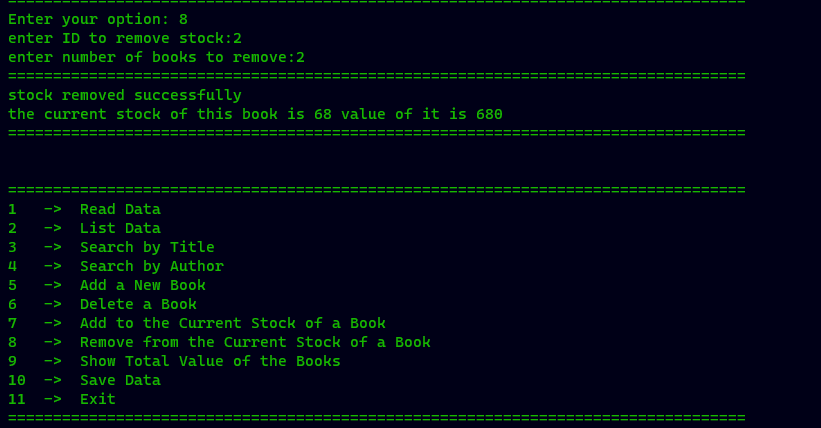 ==================================================================================
Enter your option: 8
enter ID to remove stock:2
enter number of books to remove:2
==================================================================================
stock removed successfully
the current stock of this book is 68 value of it is 680
==================================================================================
==================================================================================
1   ->  Read Data
2   ->  List Data
3   ->  Search by Title
4   ->  Search by Author
5   ->  Add a New Book
6   ->  Delete a Book
7   ->  Add to the Current Stock of a Book
8   ->  Remove from the Current Stock of a Book
9   ->  Show Total Value of the Books
10  ->  Save Data
11  ->  Exit
==================================================================================